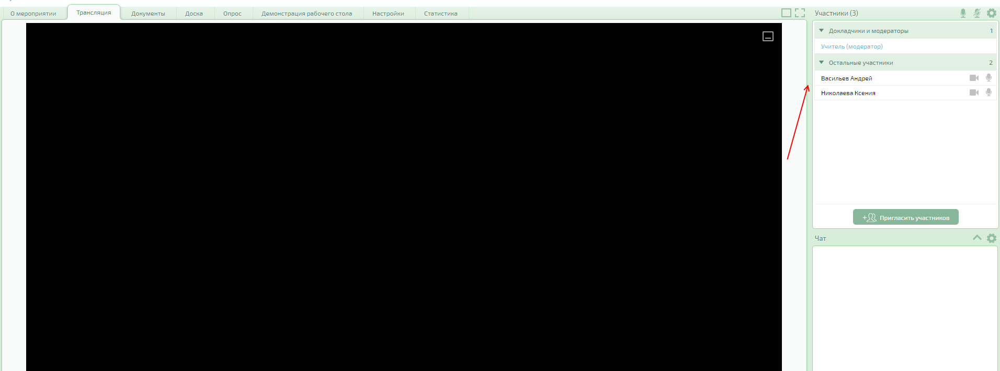 О мероприятии Трансляция Документы Доска Опрос Демонстрация рабочего стола Настройки Статистика
Участники (3)
Докладчики и модераторы 1
Учитель (модератор)
Остальные участники 2
Васильев Андрей
Николаева Ксения
Пригласить участников
Чат